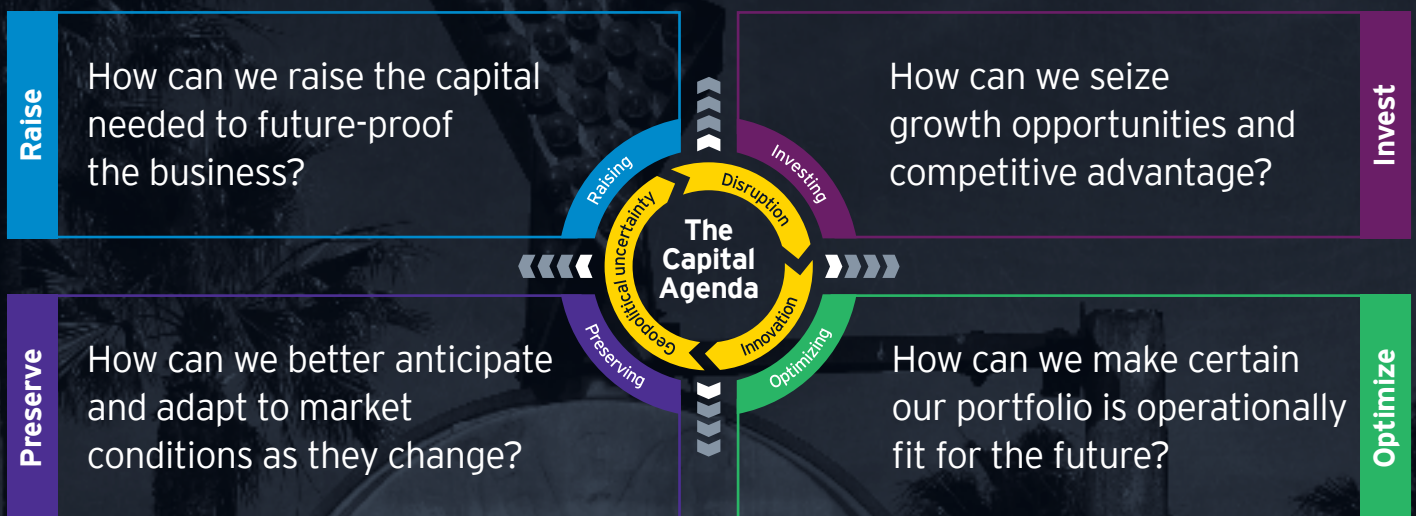 Raise
How can we raise the capital
needed to future-proof
the business?
Invest
How can we seize
growth opportunities and
competitive advantage?
Raising
Investing
Disruption
Geopolitical uncertainty
Innovation
The
Capital
Agenda
Preserving
Optimizing
Preserve
How can we better anticipate
and adapt to market
conditions as they change?
Optimize
How can we make certain
our portfolio is operationally
fit for the future?